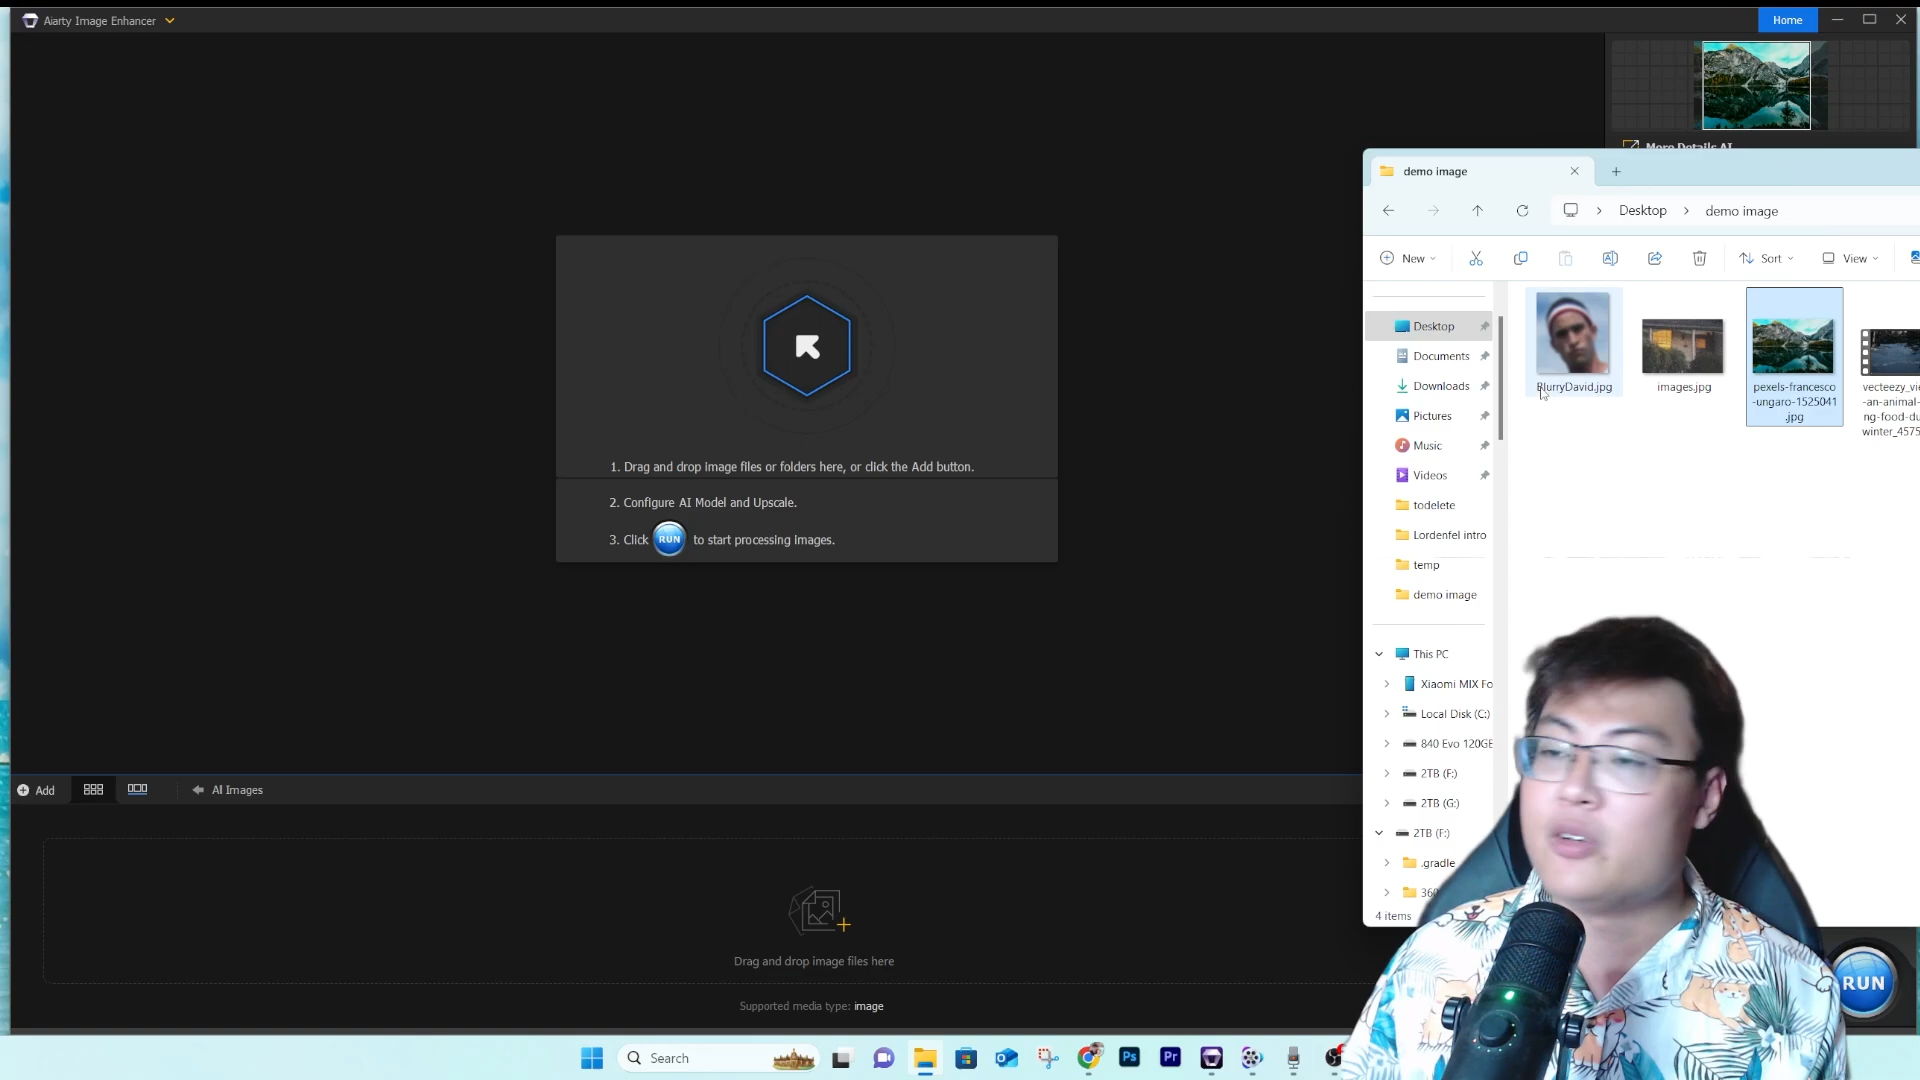 Aiarty Image Enhancer
Home
More Details AI
demo image
Desktop
demo image
New
Sort
View
Desktop
Documents
Downloads
Pictures
Music
Videos
todelete
Lordenfel intro
temp
demo image
This PC
Xiaomi MIX Fo
Local Disk (C:)
840 Evo 120GB
2TB (F:)
2TB (G:)
2TB (F:)
.gradle
360
4 items
BlurryDavid.jpg
images.jpg
pexels-francesco
-ungaro-1525041
.jpg
vecteezy_vi
-an-animal-
ng-food-du
winter_4575
1. Drag and drop image files or folders here, or click the Add button.
2. Configure AI Model and Upscale.
3. Click RUN to start processing images.
Add
All Images
Drag and drop image files here
Supported media type: image
RUN
Search
Ps
Pr